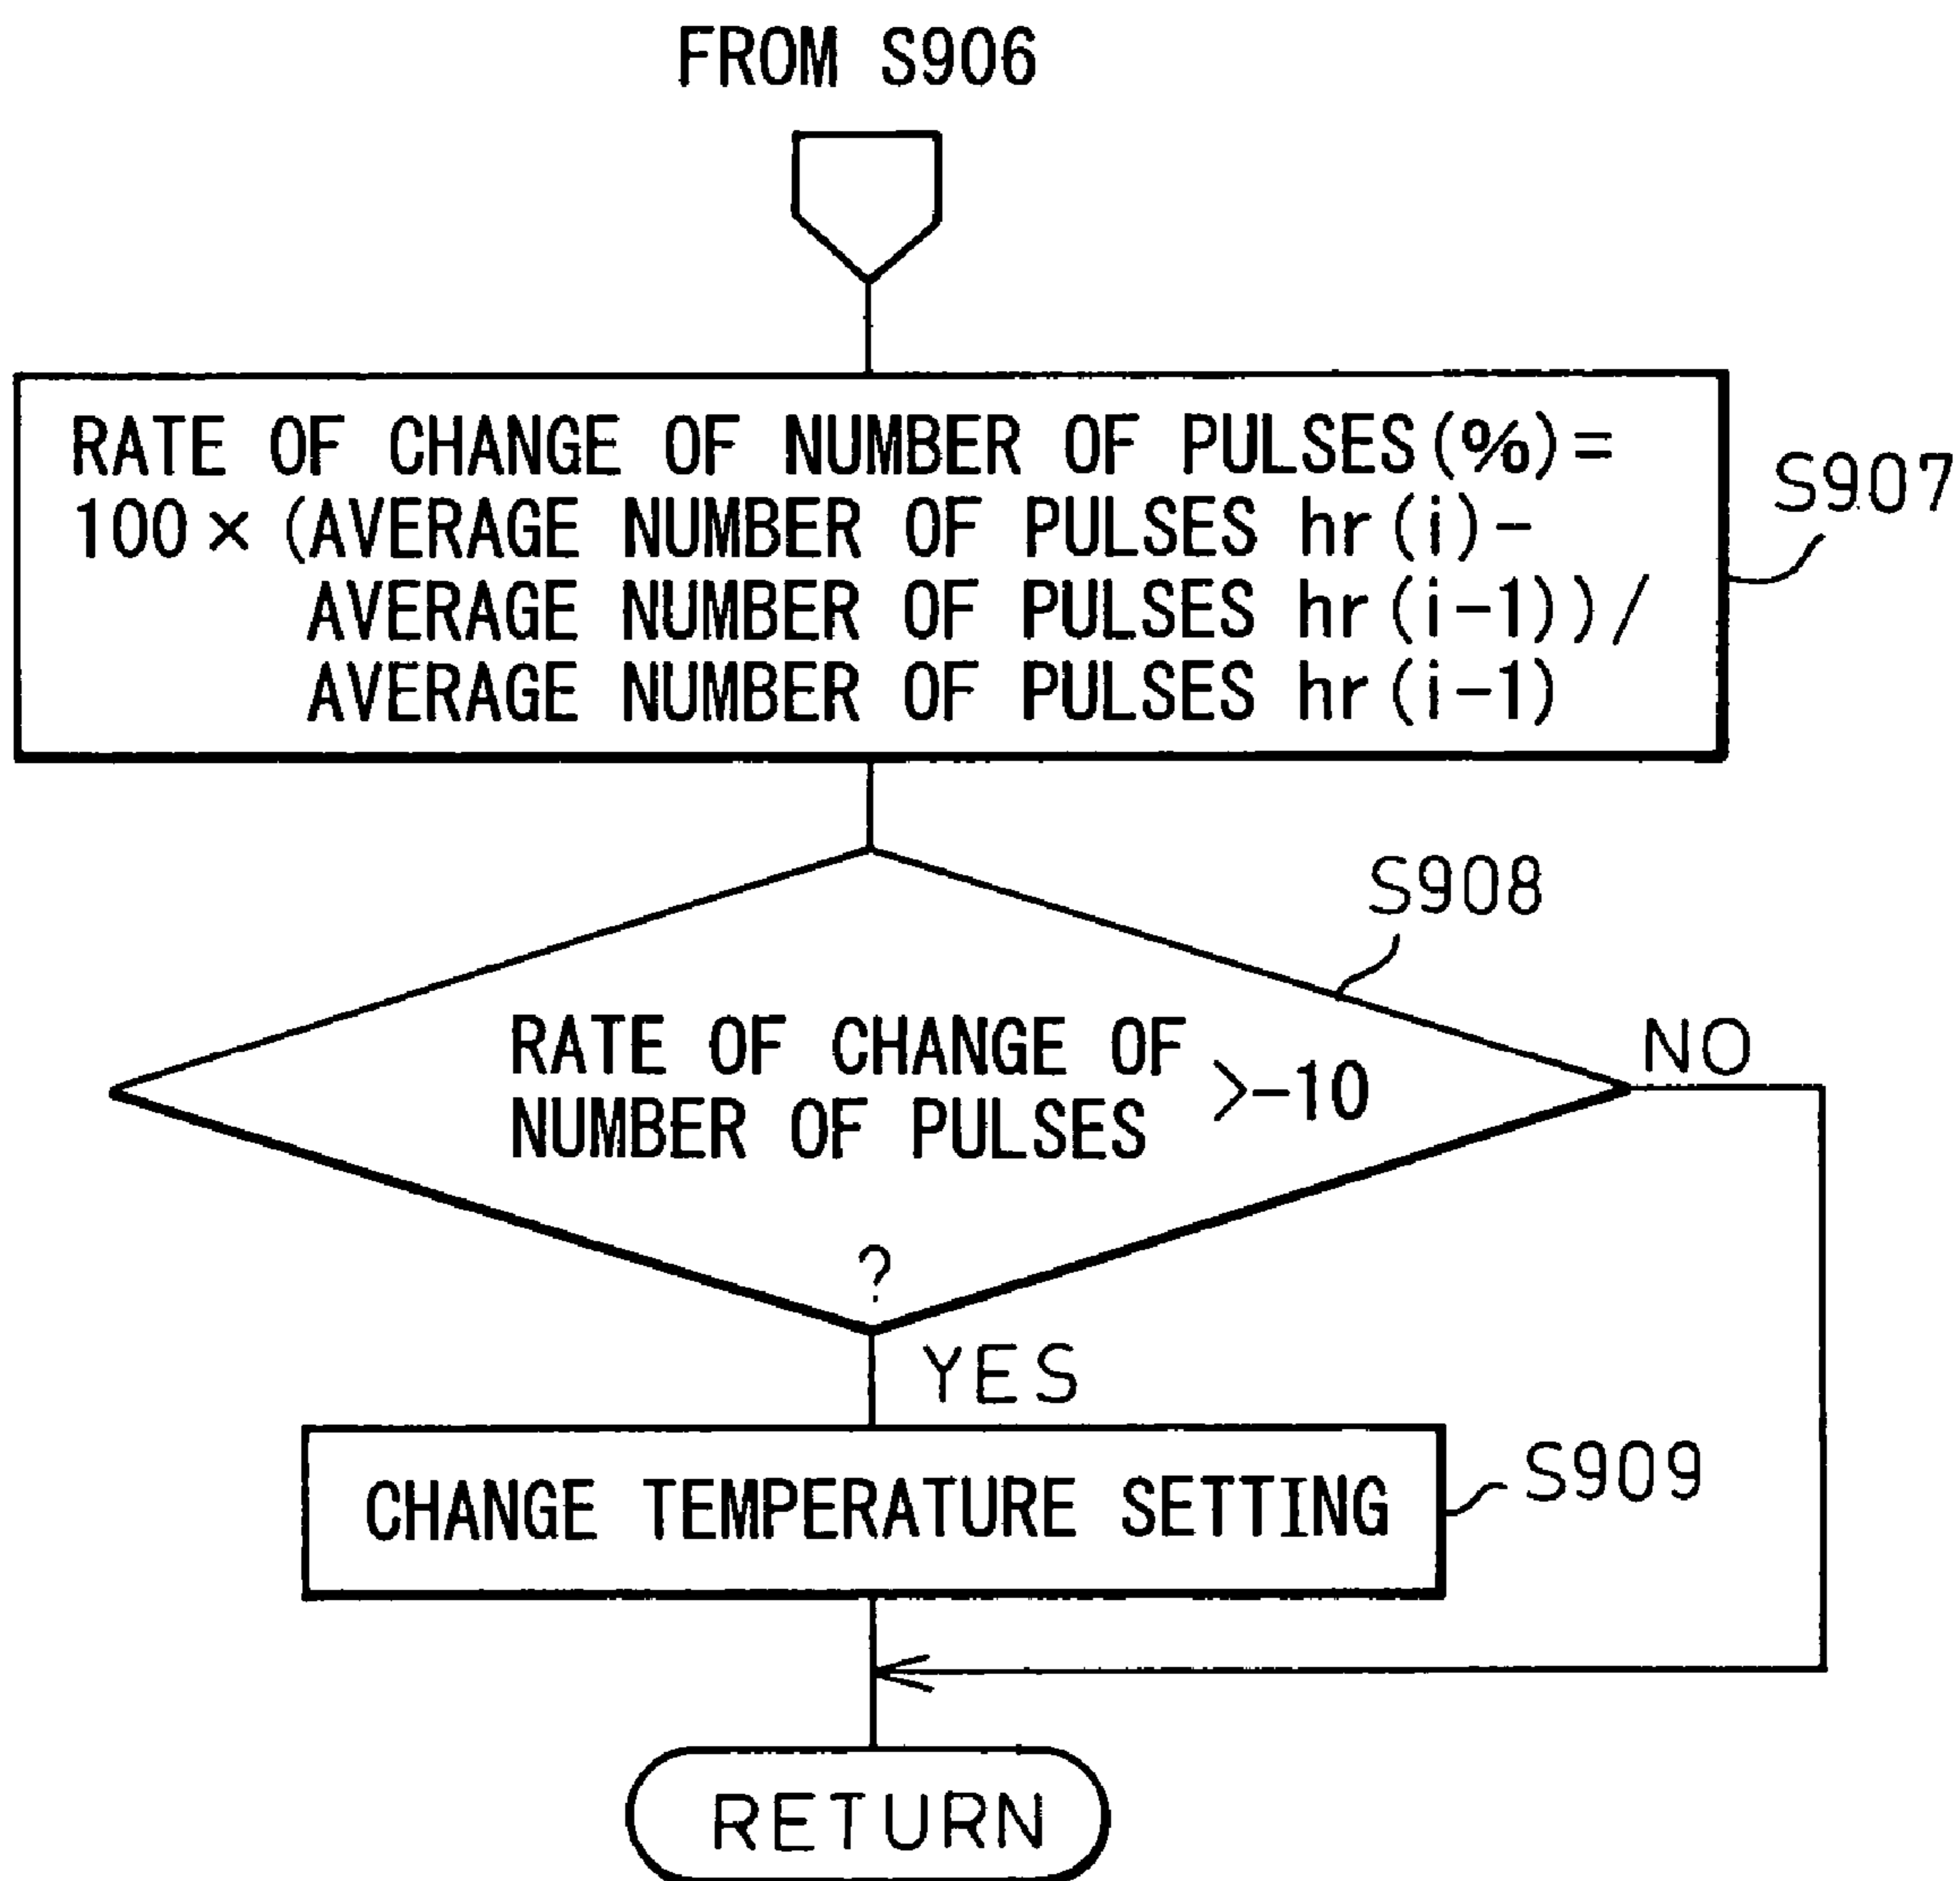 FROM S906
RATE OF CHANGE OF NUMBER OF PULSES(%)=
100×(AVERAGE NUMBER OF PULSES hr(i)-
AVERAGE NUMBER OF PULSES hr(i-1))/
AVERAGE NUMBER OF PULSES hr(i-1)
S907
S908
RATE OF CHANGE OF
NUMBER OF PULSES
>-10
?
NO
YES
CHANGE TEMPERATURE SETTING
S909
RETURN